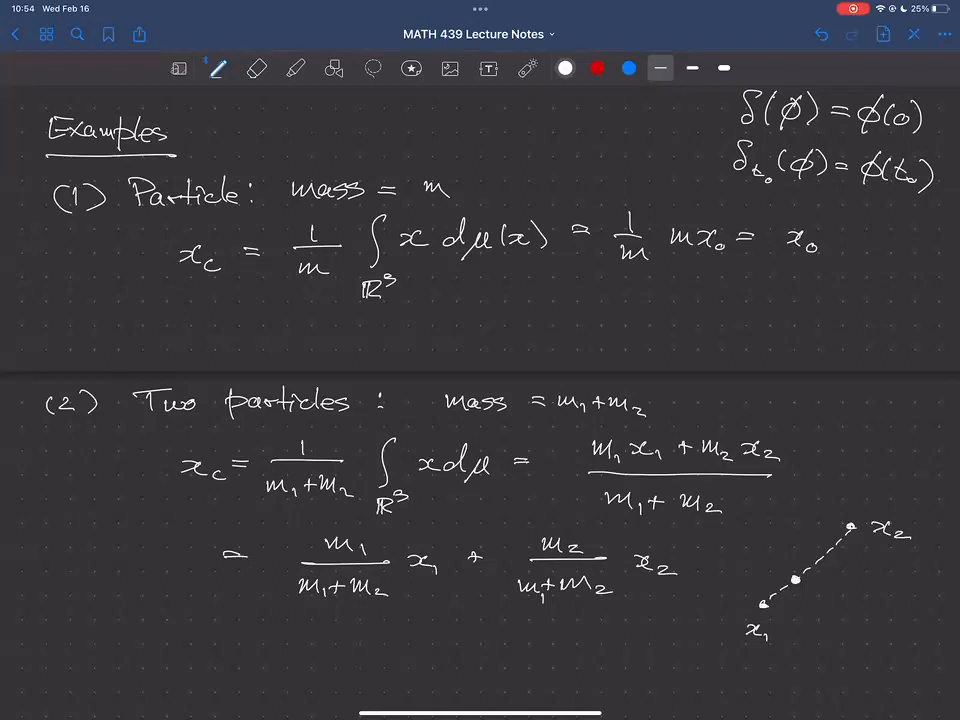 10:54 Wed Feb 16
25%
MATH 439 Lecture Notes
δ(ϕ) = ϕ(0)
Examples
δ_{t₀}(ϕ) = ϕ(t₀)
(1) Particle: mass = m
x_c = 1/m ∫_{ℝ³} x dμ(x) = 1/m m x₀ = x₀
(2) Two particles: mass = m₁+m₂
x_c = 1/(m₁+m₂) ∫_{ℝ³} x dμ = (m₁x₁ + m₂x₂)/(m₁ + m₂)
= m₁/(m₁+m₂) x₁ + m₂/(m₁+m₂) x₂
x₂
x₁